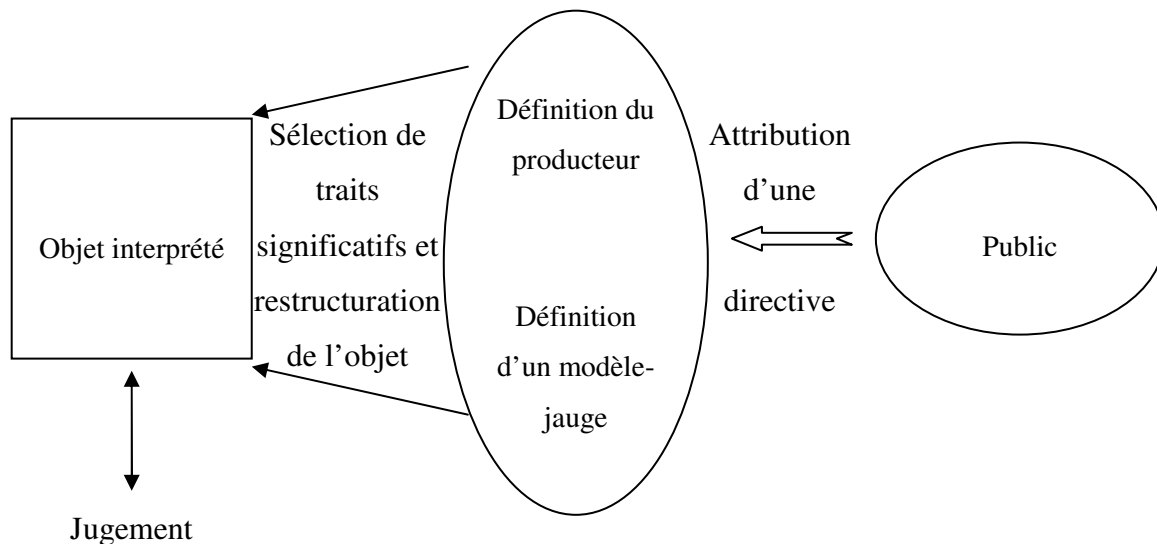 Définition du
producteur
Sélection de
traits
significatifs et
restructuration
de l’objet
Attribution
d’une
directive
Objet interprété
Public
Définition
d’un modèle-
jauge
Jugement